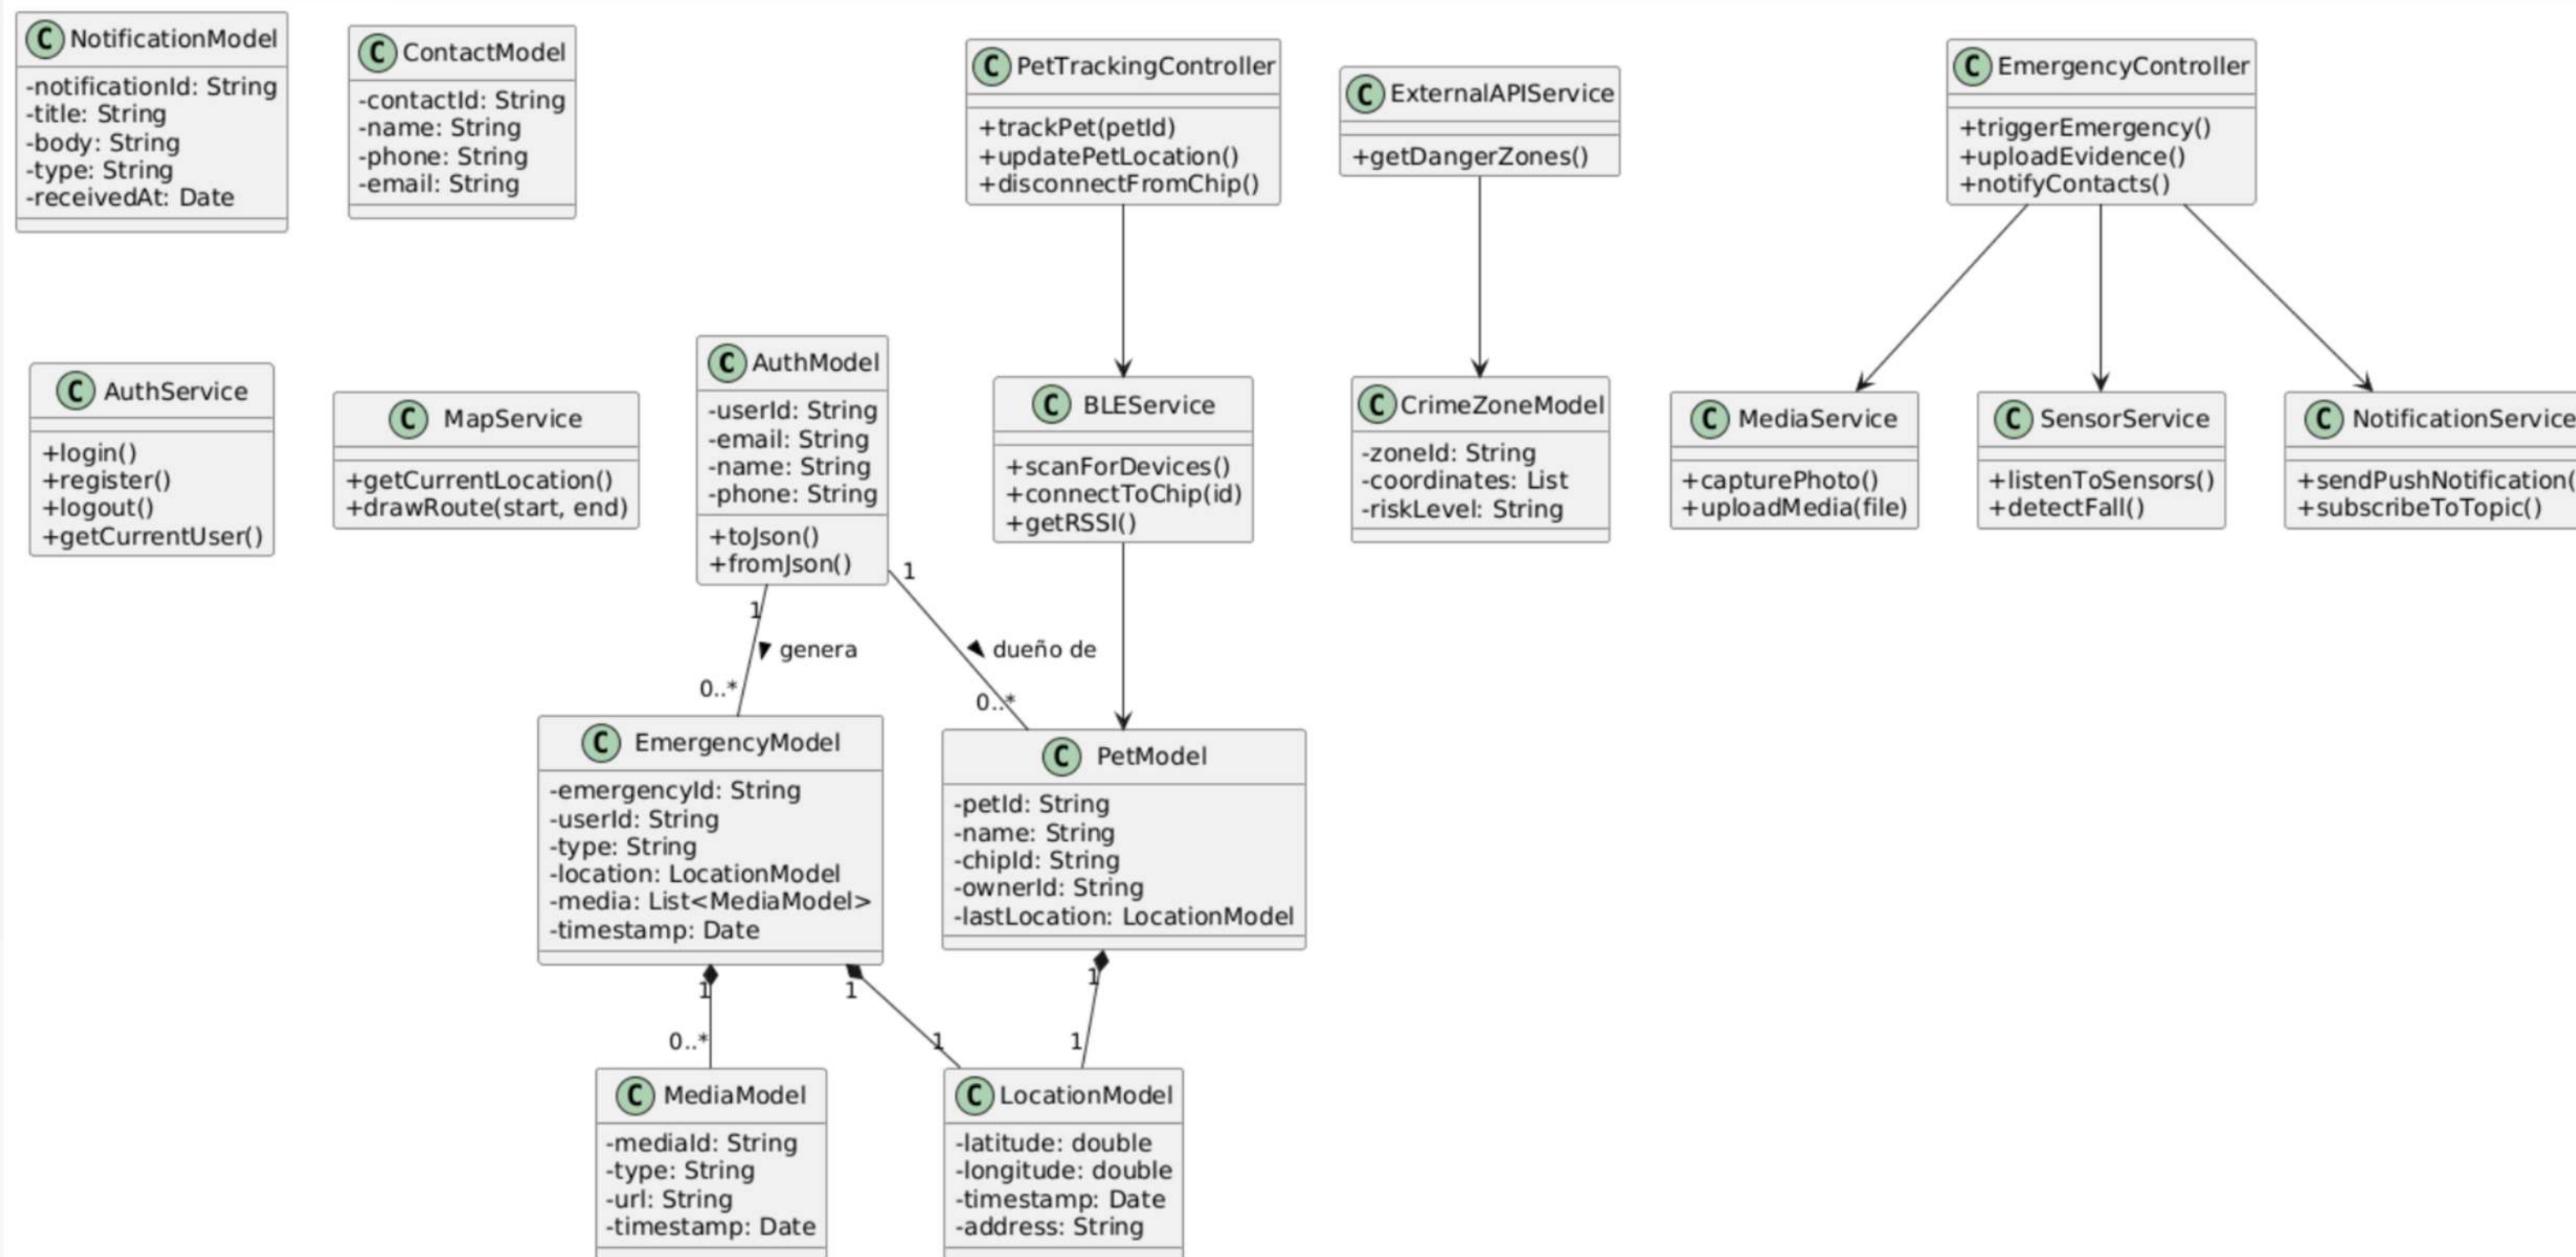 C NotificationModel
-notificationId: String
-title: String
-body: String
-type: String
-receivedAt: Date
C ContactModel
-contactId: String
-name: String
-phone: String
-email: String
C PetTrackingController
+trackPet(petId)
+updatePetLocation()
+disconnectFromChip()
C ExternalAPIService
+getDangerZones()
C EmergencyController
+triggerEmergency()
+uploadEvidence()
+notifyContacts()
C AuthService
+login()
+register()
+logout()
+getCurrentUser()
C MapService
+getCurrentLocation()
+drawRoute(start, end)
C AuthModel
-userId: String
-email: String
-name: String
-phone: String
+toJson()
+fromJson()
C BLEService
+scanForDevices()
+connectToChip(id)
+getRSSI()
C CrimeZoneModel
-zoneId: String
-coordinates: List
-riskLevel: String
C MediaService
+capturePhoto()
+uploadMedia(file)
C SensorService
+listenToSensors()
+detectFall()
C NotificationService
+sendPushNotification(
+subscribeToTopic()
1
genera
0..*
1
dueño de
0..*
C EmergencyModel
-emergencyId: String
-userId: String
-type: String
-location: LocationModel
-media: List<MediaModel>
-timestamp: Date
C PetModel
-petId: String
-name: String
-chipId: String
-ownerId: String
-lastLocation: LocationModel
1
0..*
1
1
1
1
C MediaModel
-mediaId: String
-type: String
-url: String
-timestamp: Date
C LocationModel
-latitude: double
-longitude: double
-timestamp: Date
-address: String